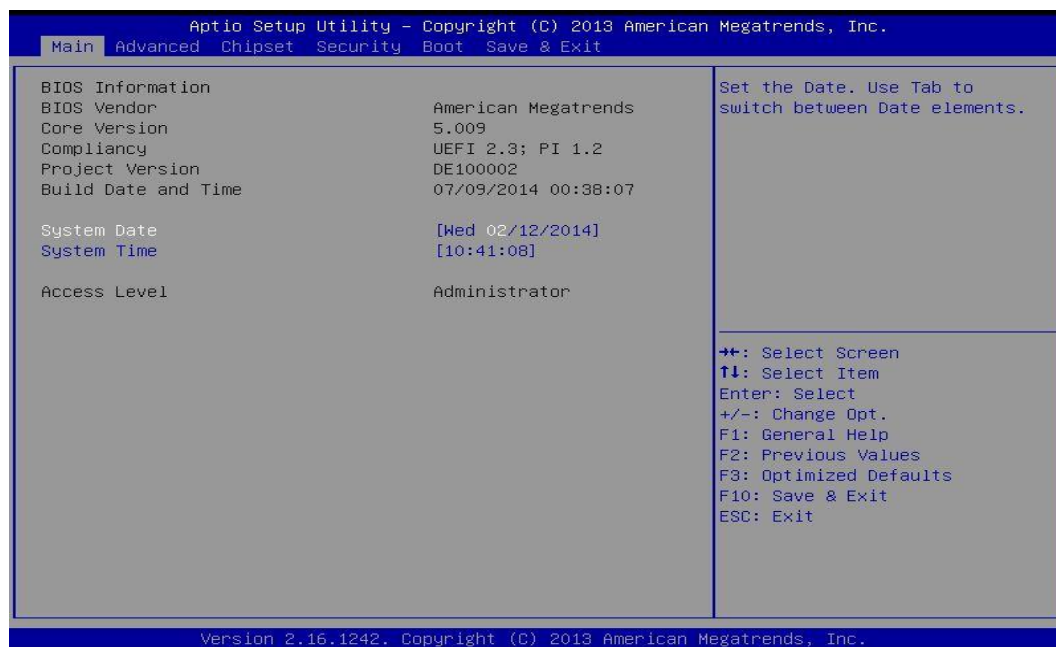 Aptio Setup Utility – Copyright (C) 2013 American Megatrends, Inc.
Main Advanced Chipset Security Boot Save & Exit
BIOS Information
BIOS Vendor American Megatrends
Core Version 5.009
Compliancy UEFI 2.3; PI 1.2
Project Version DE100002
Build Date and Time 07/09/2014 00:38:07
System Date [Wed 02/12/2014]
System Time [10:41:08]
Access Level Administrator
Set the Date. Use Tab to
switch between Date elements.
→←: Select Screen
↑↓: Select Item
Enter: Select
+/-: Change Opt.
F1: General Help
F2: Previous Values
F3: Optimized Defaults
F10: Save & Exit
ESC: Exit
Version 2.16.1242. Copyright (C) 2013 American Megatrends, Inc.